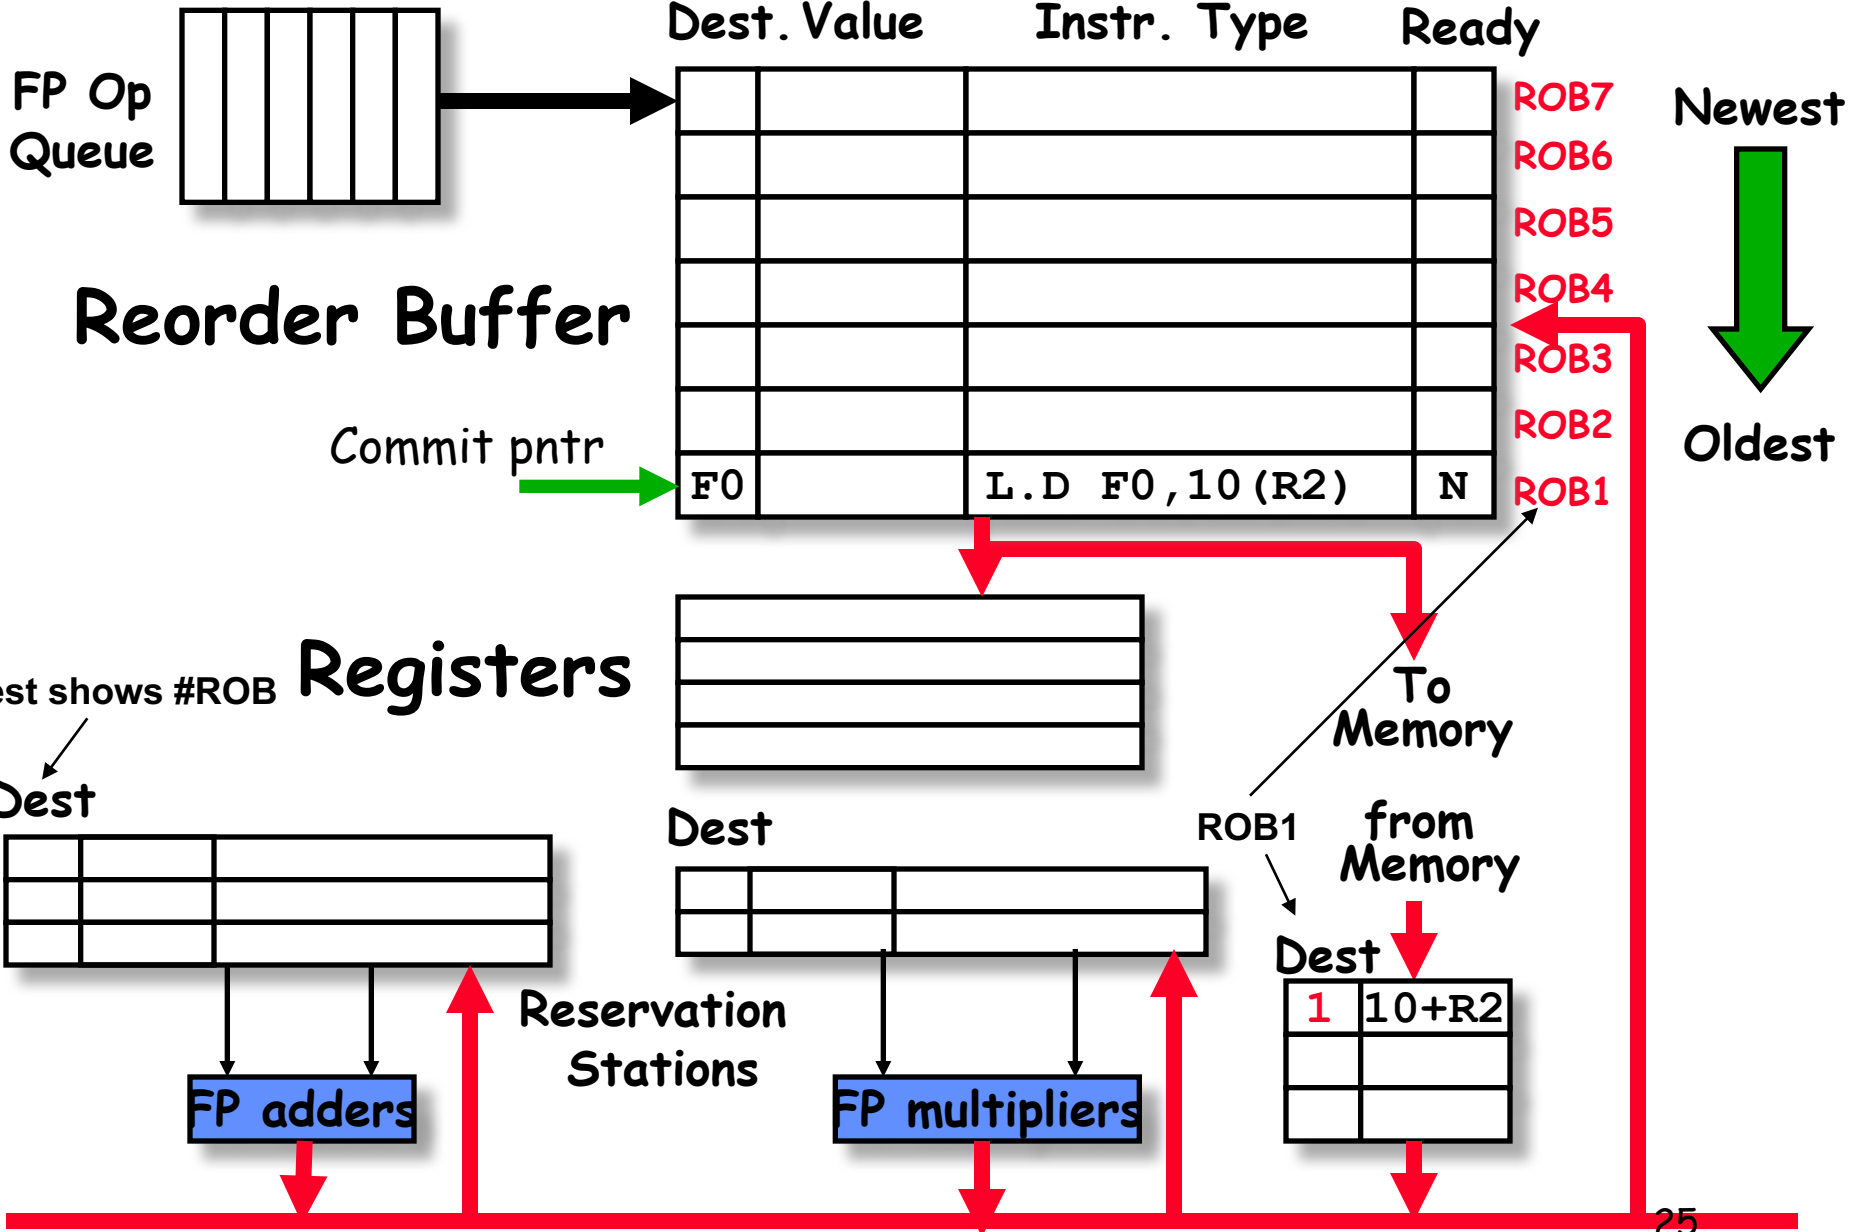 Dest. Value Instr. Type Ready
FP Op
Queue
ROB7
Newest
ROB6
ROB5
Reorder Buffer
ROB4
ROB3
Commit pntr
ROB2
Oldest
F0 L.D F0,10(R2) N ROB1
Registers
shows #ROB
To
Memory
Dest
Dest
ROB1
from
Memory
Dest
1 10+R2
Reservation
Stations
FP adders
FP multipliers
25